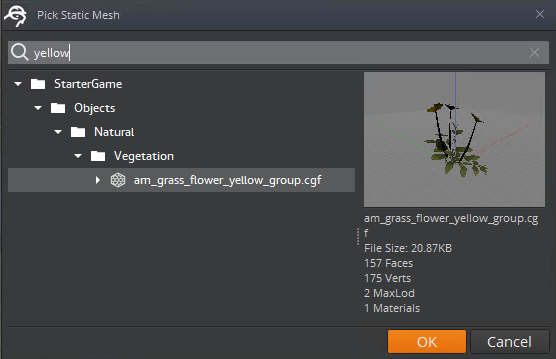 Pick Static Mesh
yellow
StarterGame
Objects
Natural
Vegetation
am_grass_flower_yellow_group.cgf
am_grass_flower_yellow_group.cg
f
File Size: 20.87KB
157 Faces
175 Verts
2 MaxLod
1 Materials
OK
Cancel